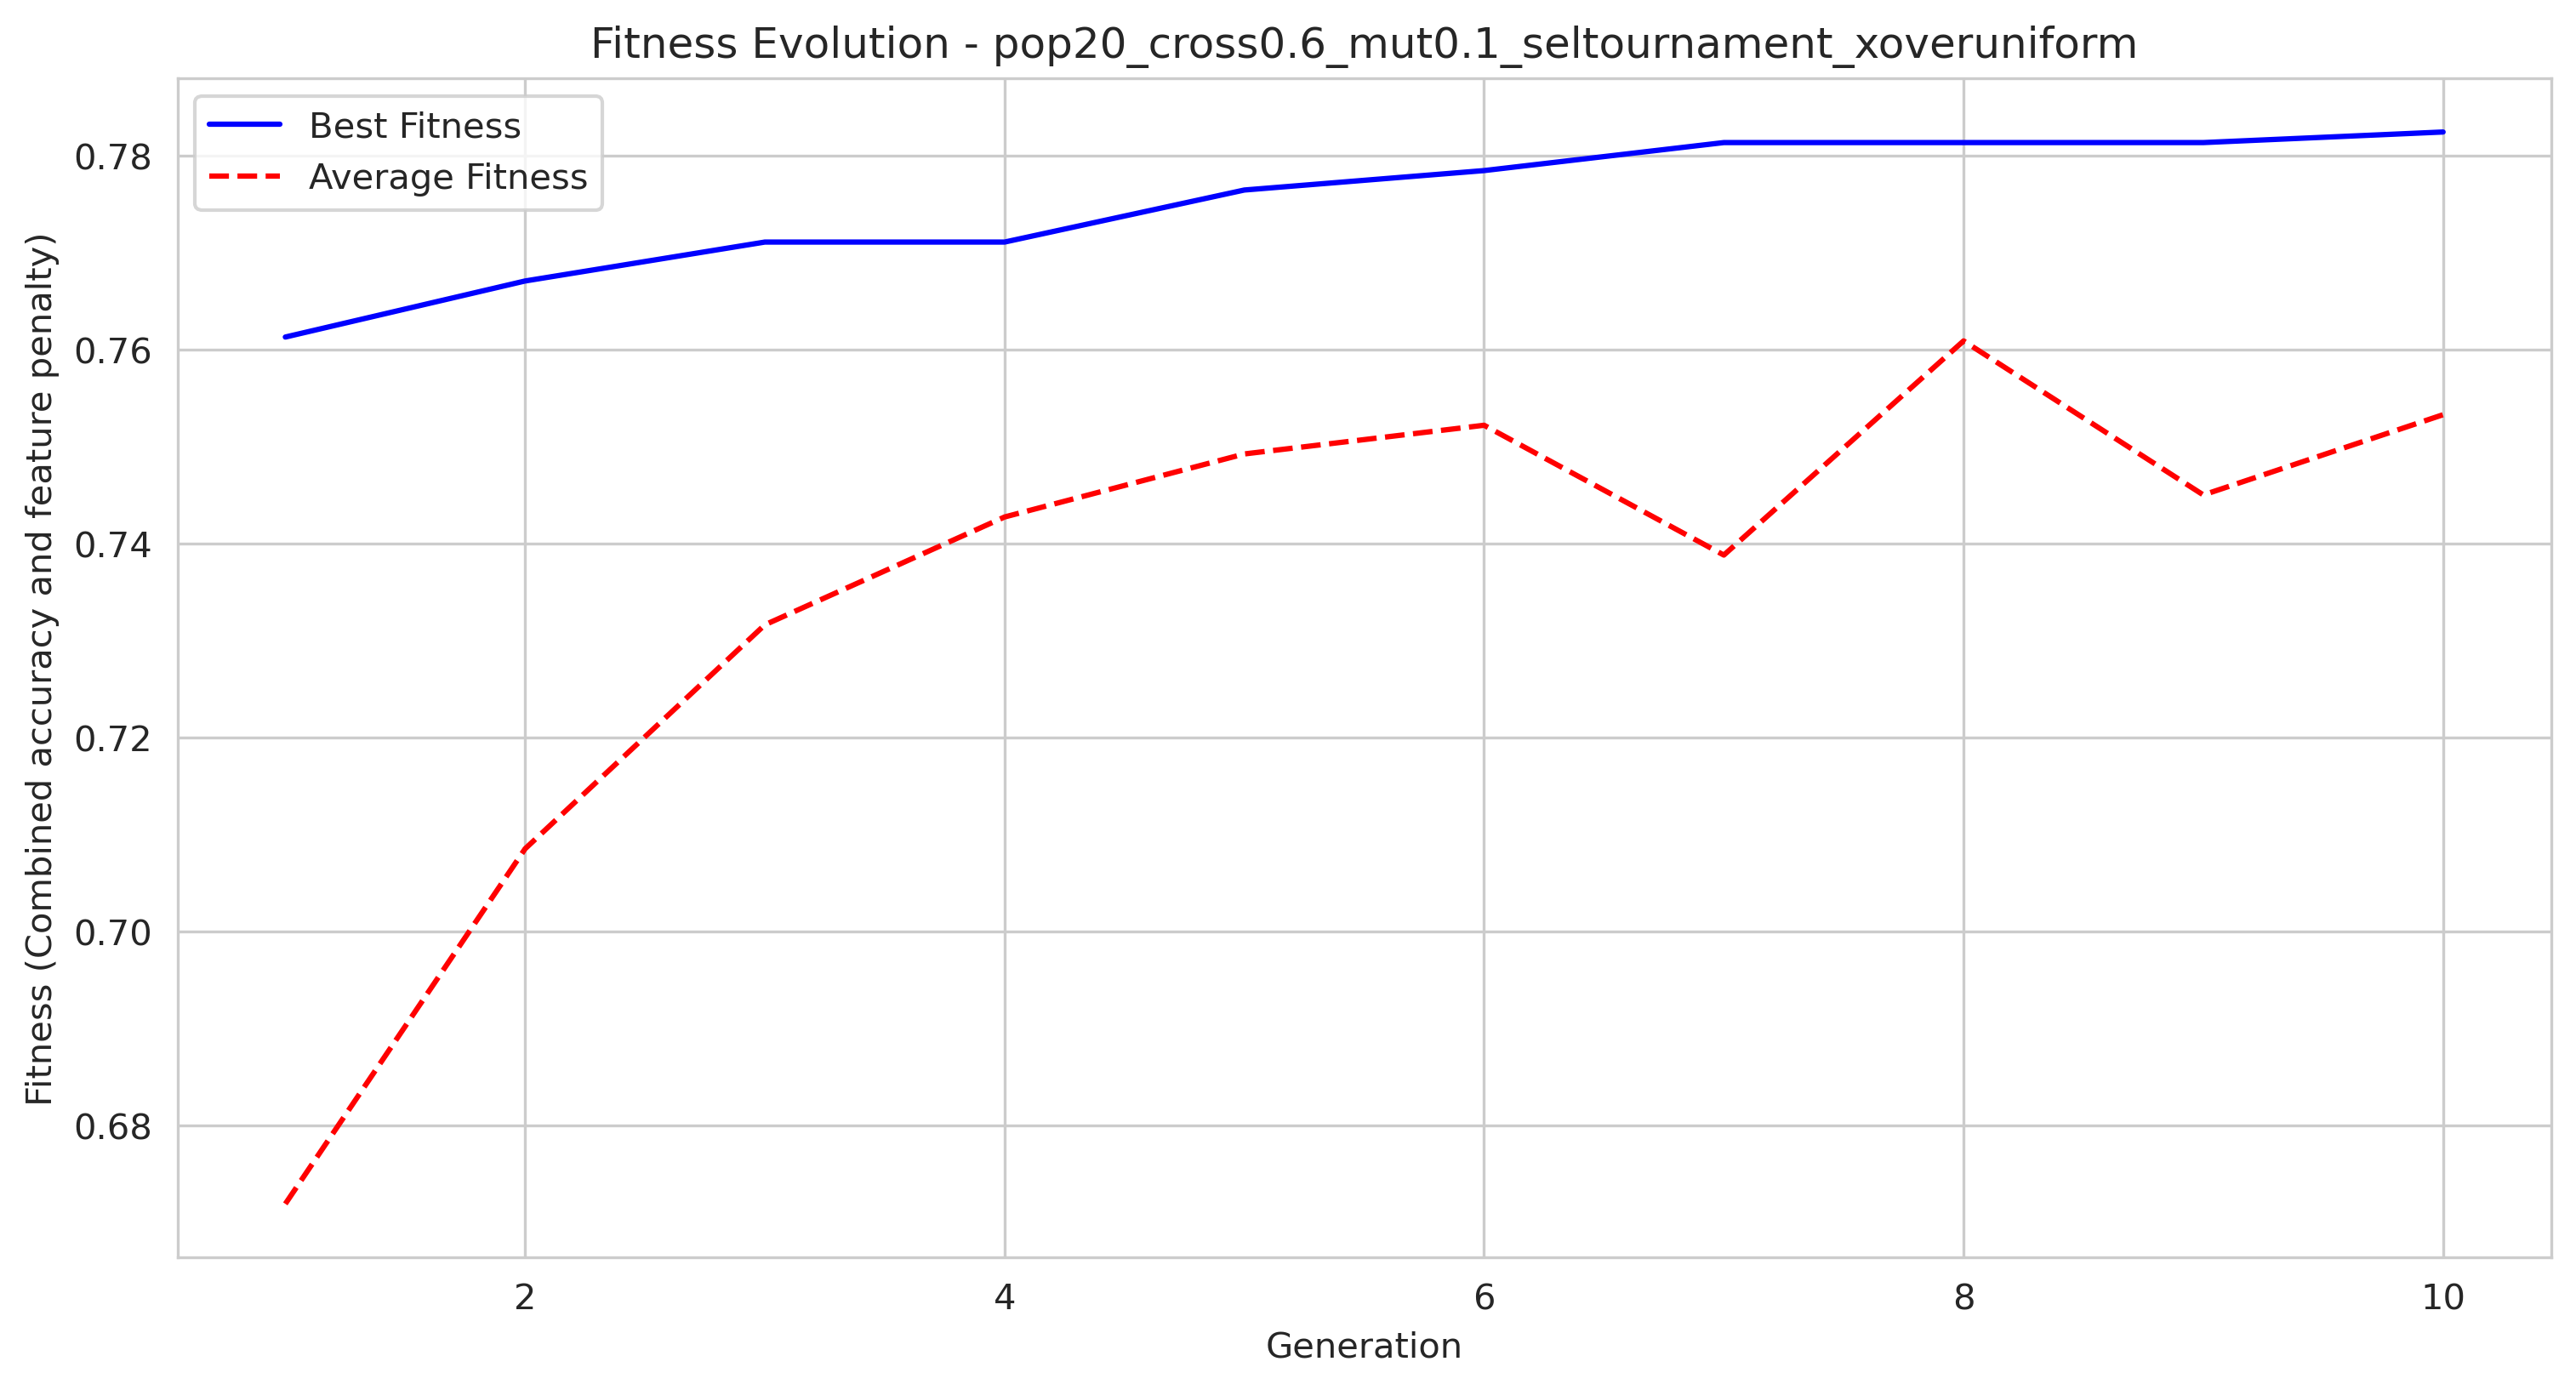 Fitness Evolution - pop20_cross0.6_mut0.1_seltournament_xoveruniform
Best Fitness
Average Fitness
Fitness (Combined accuracy and feature penalty)
0.78
0.76
0.74
0.72
0.70
0.68
2 4 6 8 10
Generation